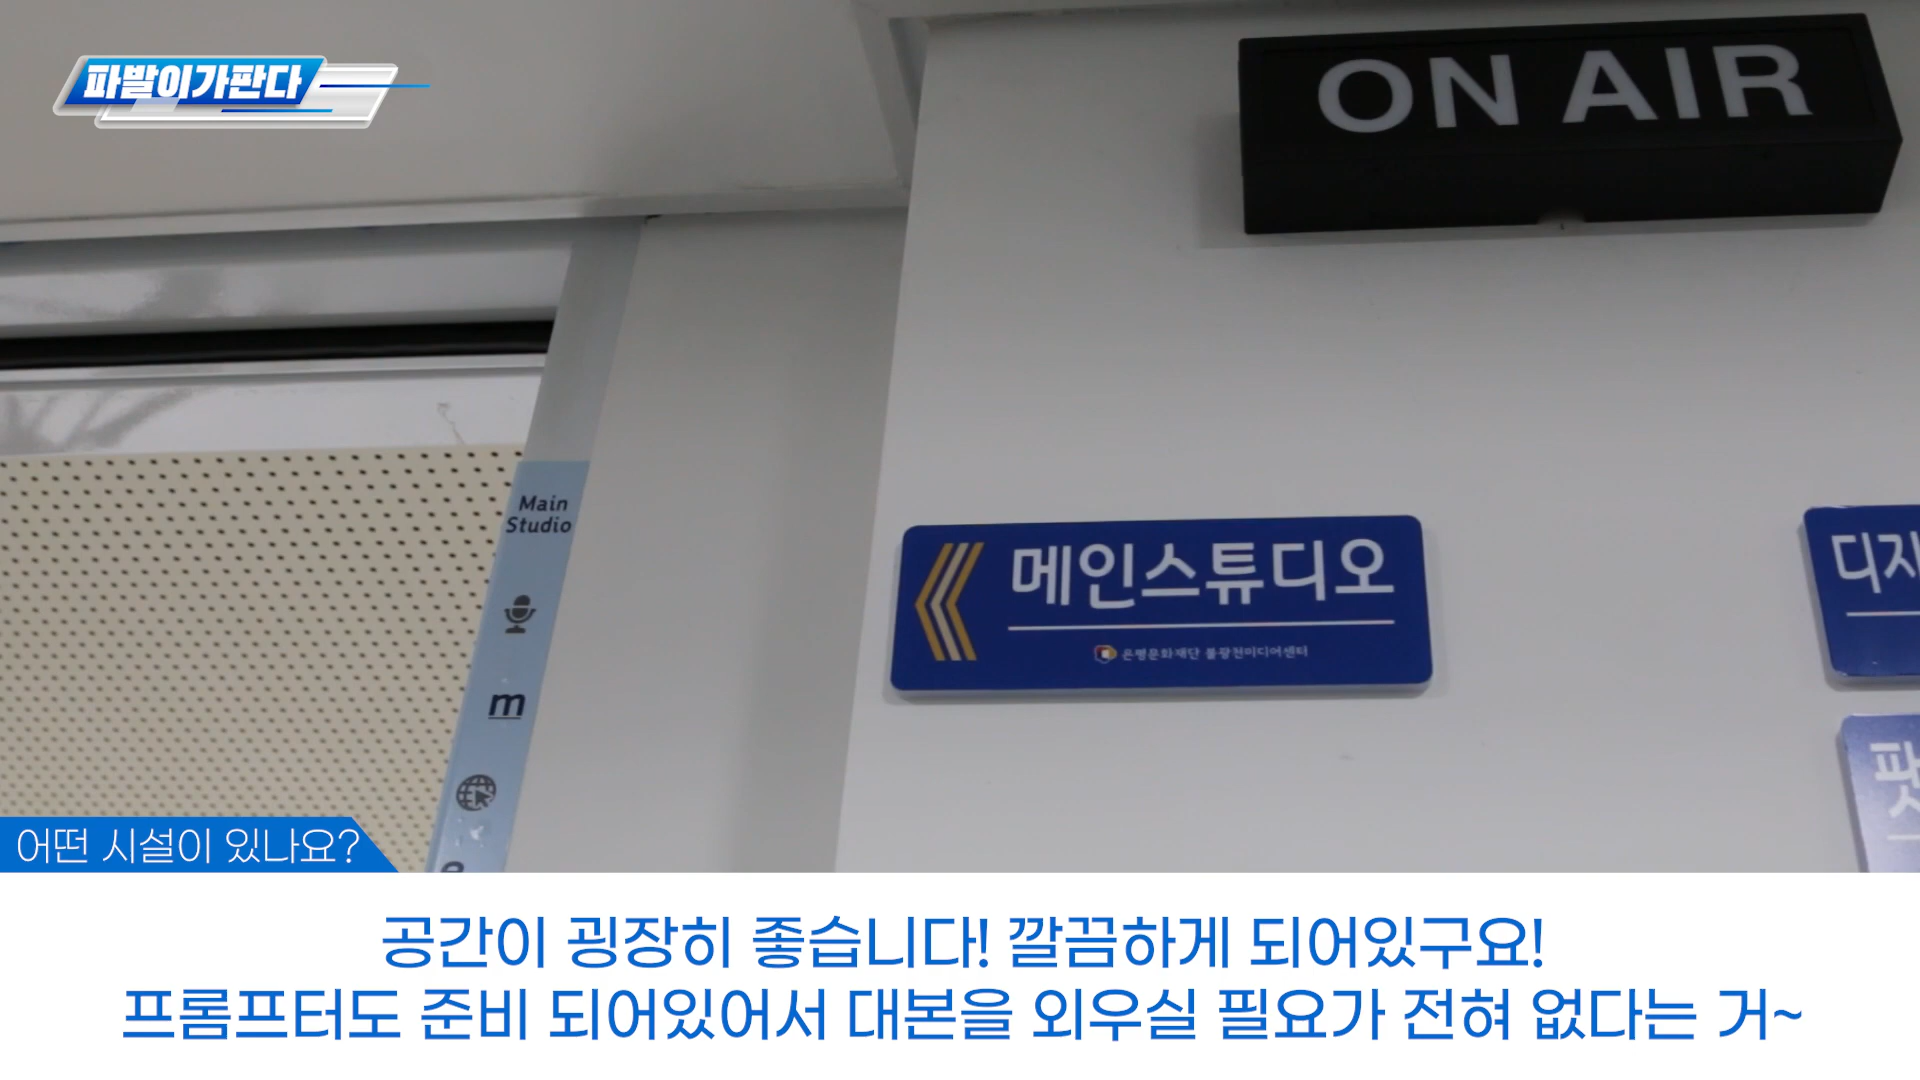 파발이가판다
ON AIR
Main
Studio
메인스튜디오
은평문화재단 불광천미디어센터
m
어떤 시설이 있나요?
공간이 굉장히 좋습니다! 깔끔하게 되어있구요!
프롬프터도 준비 되어있어서 대본을 외우실 필요가 전혀 없다는 거~